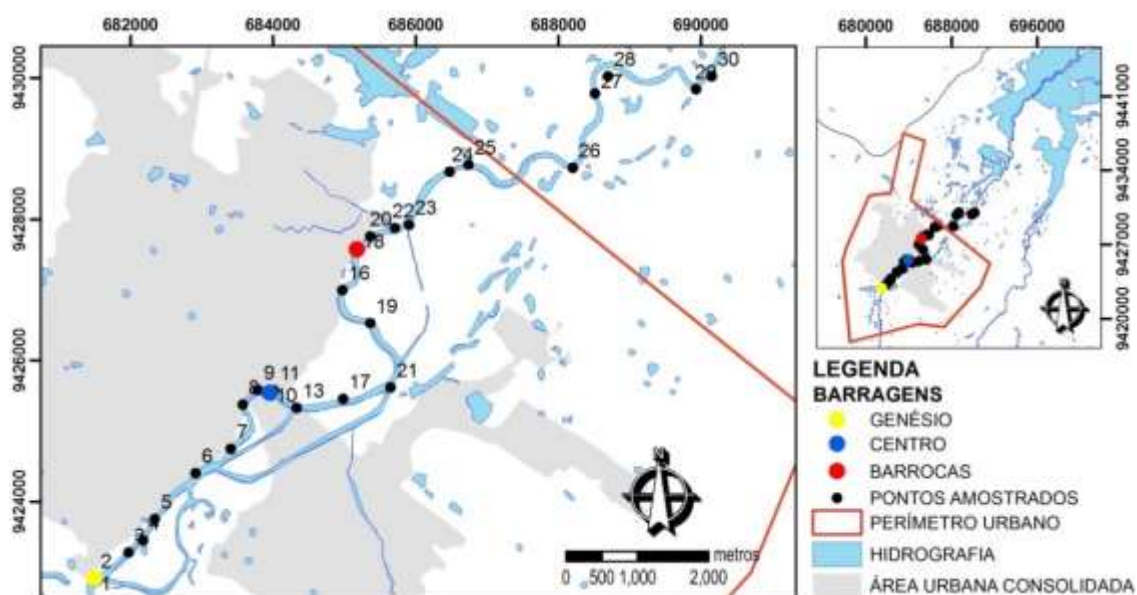 682000 684000 686000 688000 690000
9430000
9428000
9426000
9424000
28
30
29
27
25
24
26
20 22 23
18
16
19
21
9 11
8
10 13 17
7
6
5
3
2
1
metros
0 500 1,000 2,000
6880000 6888000 6896000
9441000
9434000
9427000
9420000
LEGENDA
BARRAGENS
GENÉSIO
CENTRO
BARROCAS
PONTOS AMOSTRADOS
PERÍMETRO URBANO
HIDROGRAFIA
ÁREA URBANA CONSOLIDADA